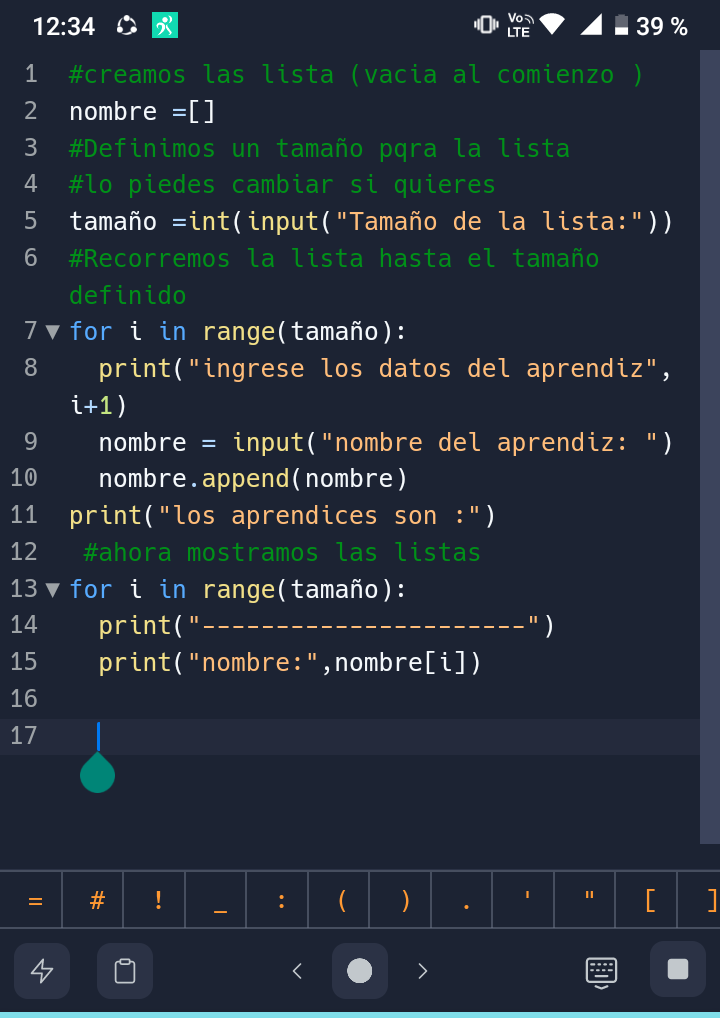 12:34 Vo LTE 39 %
1 #creamos las lista (vacia al comienzo )
2 nombre =[]
3 #Definimos un tamaño pqra la lista
4 #lo piedes cambiar si quieres
5 tamaño =int(input("Tamaño de la lista:"))
6 #Recorremos la lista hasta el tamaño
definido
7 for i in range(tamaño):
8   print("ingrese los datos del aprendiz",
i+1)
9   nombre = input("nombre del aprendiz: ")
10   nombre.append(nombre)
11 print("los aprendices son :")
12  #ahora mostramos las listas
13 for i in range(tamaño):
14   print("----------------------")
15   print("nombre:",nombre[i])
16
17
= # ! _ : ( ) . ' " [ ]